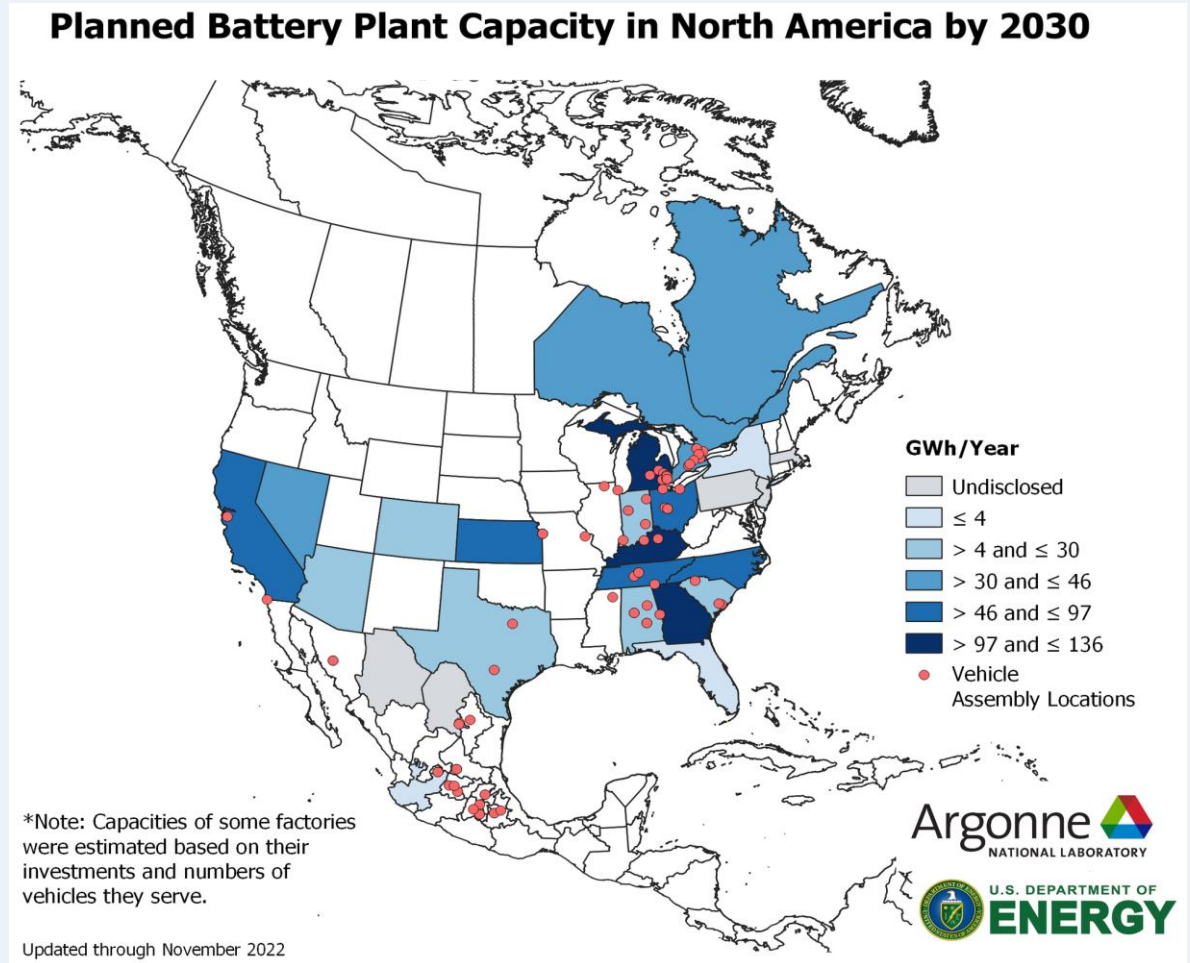 Planned Battery Plant Capacity in North America by 2030
GWh/Year
Undisclosed
≤ 4
> 4 and ≤ 30
> 30 and ≤ 46
> 46 and ≤ 97
> 97 and ≤ 136
Vehicle
Assembly Locations
*Note: Capacities of some factories
were estimated based on their
investments and numbers of
vehicles they serve.
Updated through November 2022
Argonne
NATIONAL LABORATORY
U.S. DEPARTMENT OF
ENERGY